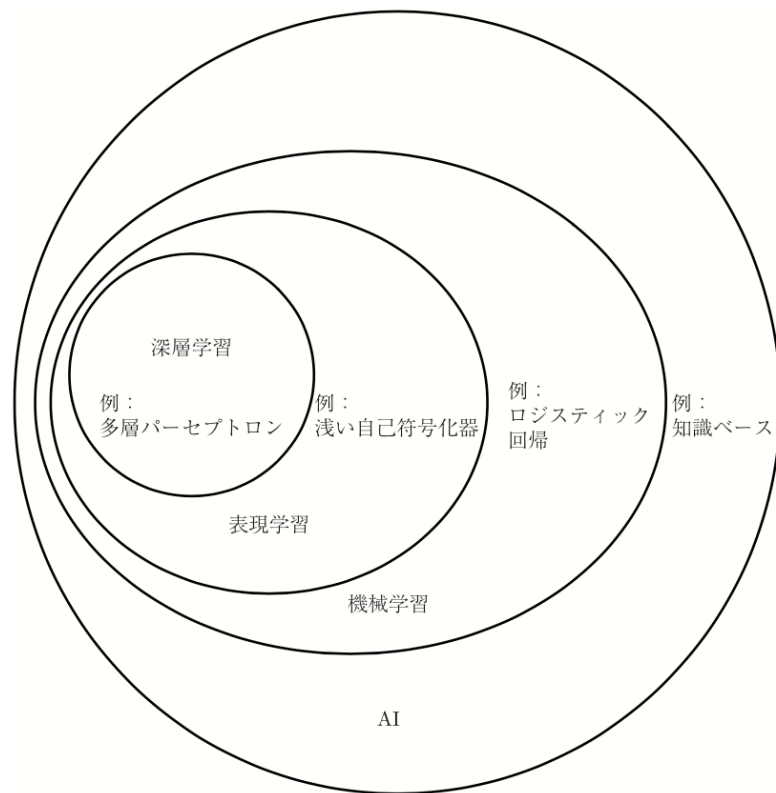 深層学習
例：
多層パーセプトロン
例：
浅い自己符号化器
例：
ロジスティック
回帰
例：
知識ベース
表現学習
機械学習
AI